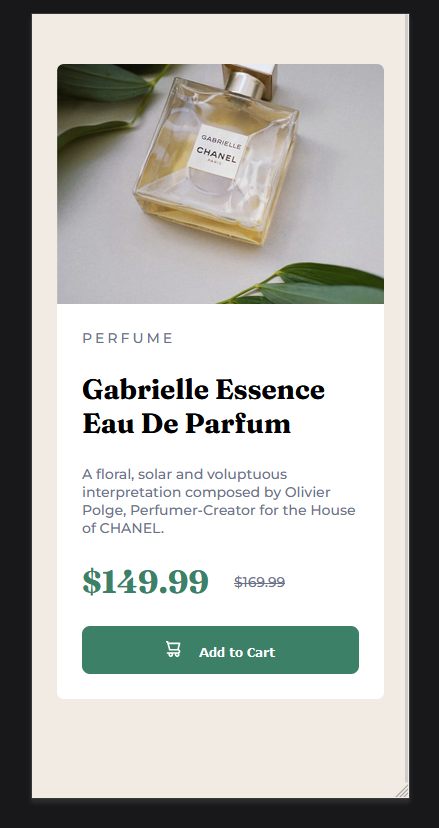 GABRIELLE
CHANEL
PARIS
PERFUME
Gabrielle Essence
Eau De Parfum
A floral, solar and voluptuous
interpretation composed by Olivier
Polge, Perfumer-Creator for the House
of CHANEL.
$149.99 $169.99
Add to Cart